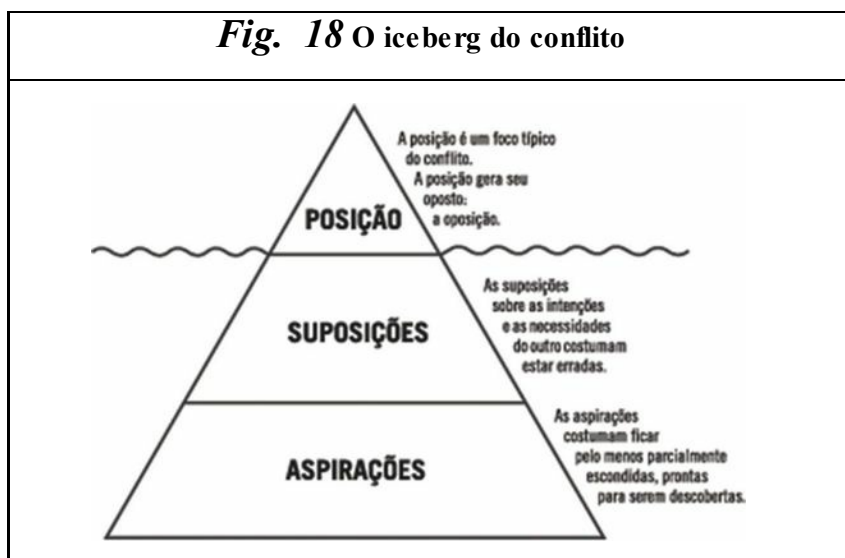 Fig. 18 O iceberg do conflito
A posição é um foco típico
do conflito.
A posição gera seu
oposto:
a oposição.
POSIÇÃO
As suposições
sobre as intenções
e as necessidades
do outro costumam
estar erradas.
SUPOSIÇÕES
As aspirações
costumam ficar
pelo menos parcialmente
escondidas, prontas
para serem descobertas.
ASPIRAÇÕES